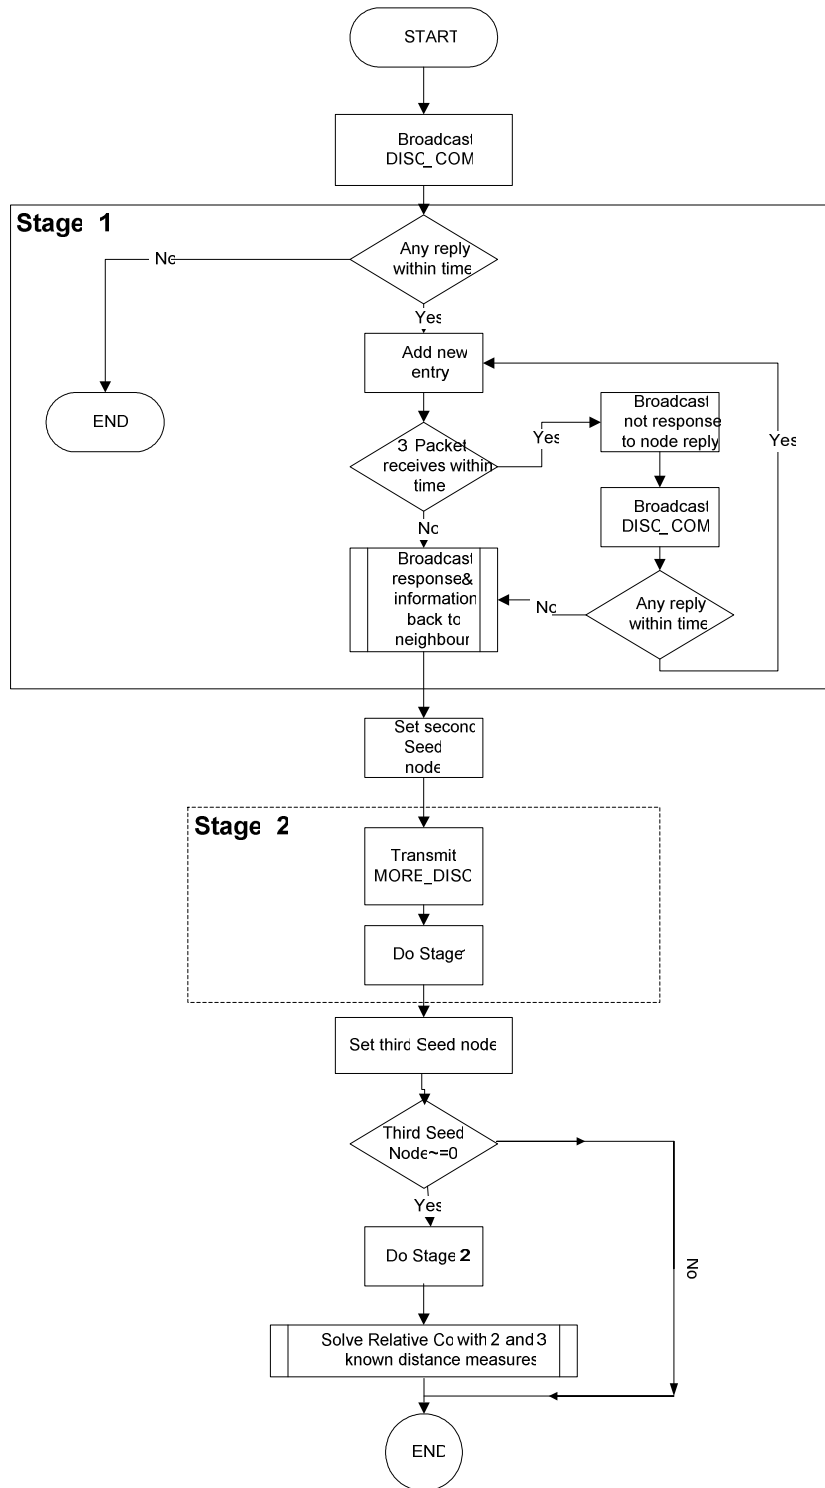 START
Broadcast
DISC_COM
Stage 1
Any reply
within time
No
Yes
Add new
entry
END
3 Packet
receives within
time
Yes
Broadcast
not response
to node reply
Yes
No
Broadcast
DISC_COM
Broadcast
response&
information
back to
neighbour
No
Any reply
within time
Set second
Seed
node
Stage 2
Transmit
MORE_DISC
Do Stage
Set third Seed node
Third Seed
Node~=0
Yes
Do Stage 2
No
Solve Relative Co with 2 and 3
known distance measures
END